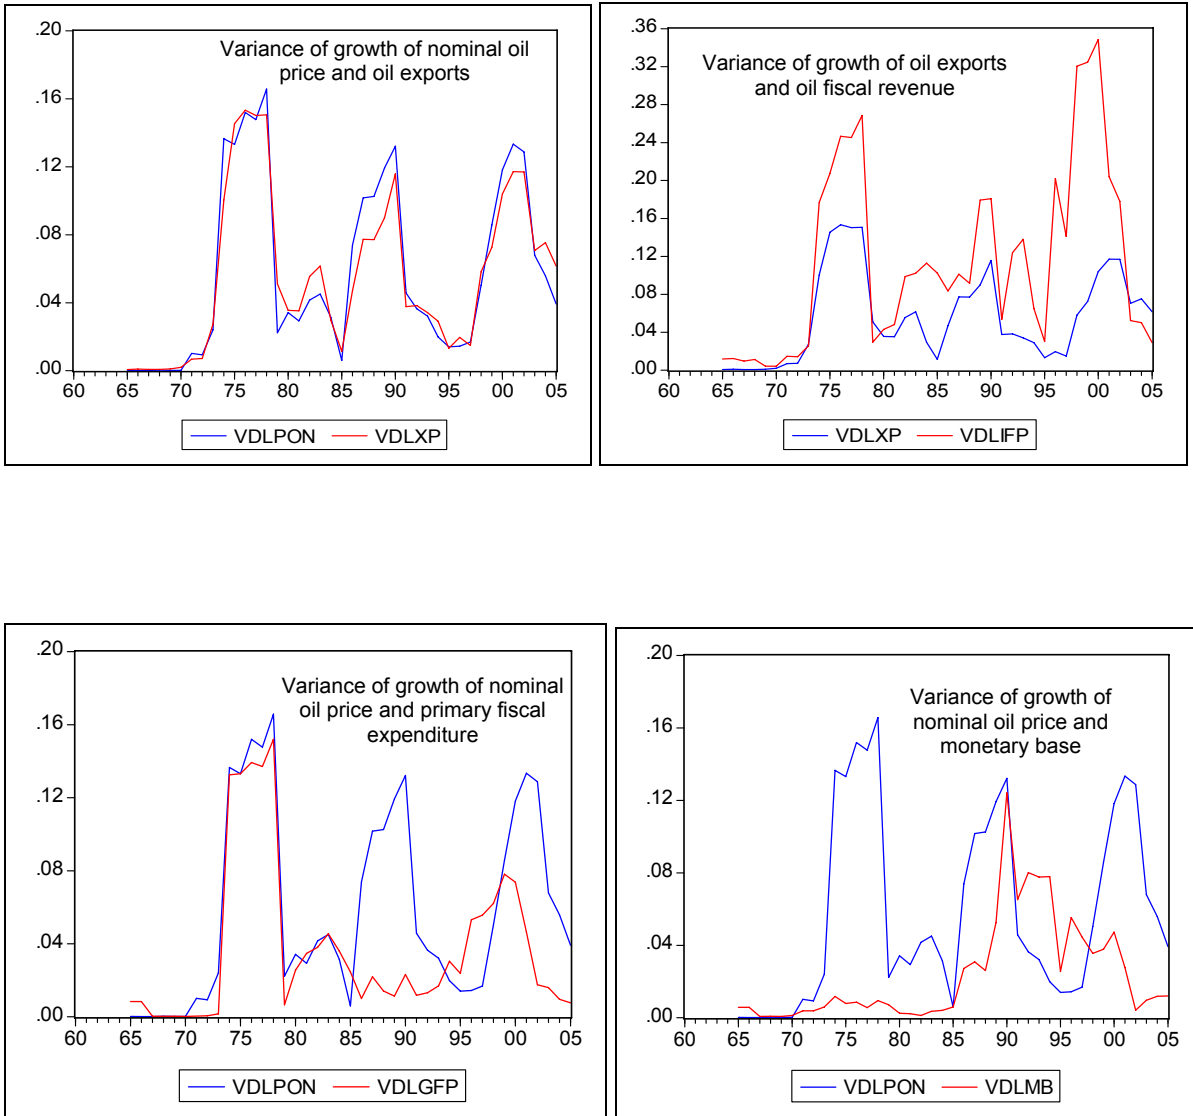 Variance of growth of nominal oil
price and oil exports
.20
.16
.12
.08
.04
.00
60 65 70 75 80 85 90 95 00 05
VDLPON VDLXP
Variance of growth of oil exports
and oil fiscal revenue
.36
.32
.28
.24
.20
.16
.12
.08
.04
.00
60 65 70 75 80 85 90 95 00 05
VDLXP VDLIFP
Variance of growth of nominal
oil price and primary fiscal
expenditure
.20
.16
.12
.08
.04
.00
60 65 70 75 80 85 90 95 00 05
VDLPON VDLGFP
Variance of growth of
nominal oil price and
monetary base
.20
.16
.12
.08
.04
.00
60 65 70 75 80 85 90 95 00 05
VDLPON VDLMB